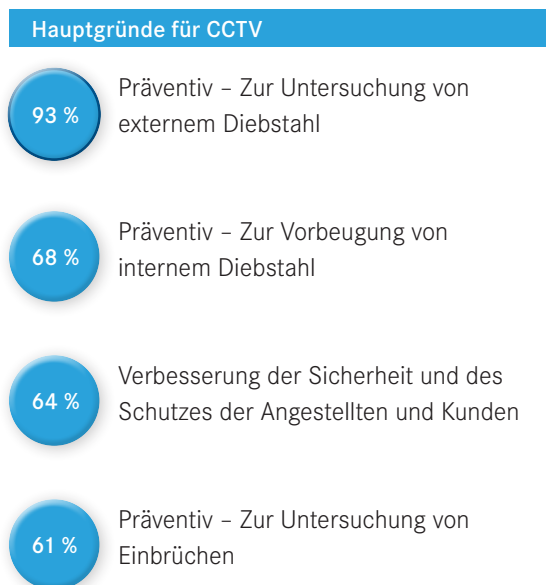 Hauptgründe für CCTV
93 %
Präventiv – Zur Untersuchung von
externem Diebstahl
68 %
Präventiv – Zur Vorbeugung von
internem Diebstahl
64 %
Verbesserung der Sicherheit und des
Schutzes der Angestellten und Kunden
61 %
Präventiv – Zur Untersuchung von
Einbrüchen